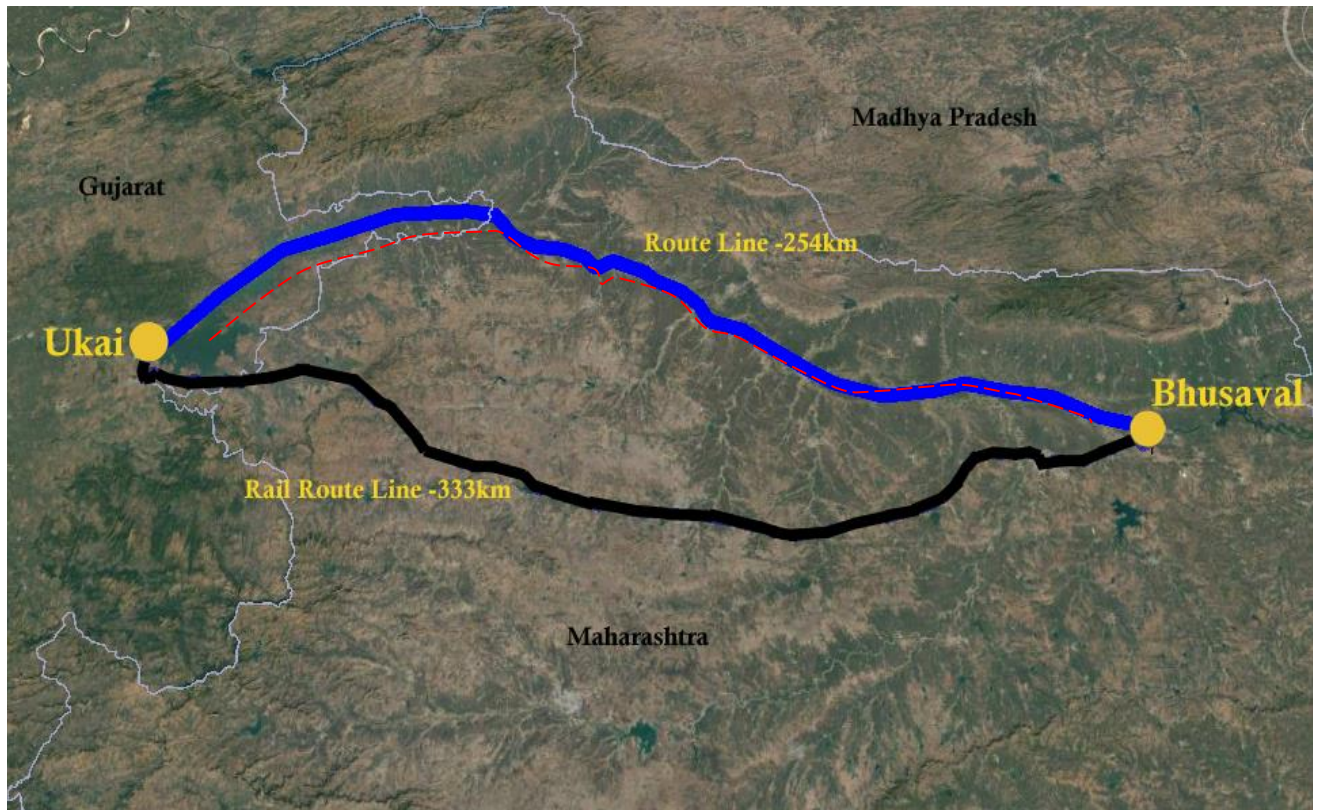 Madhya Pradesh
Gujarat
Route Line -254km
Ukai
Bhusaval
Rail Route Line -333km
Maharashtra